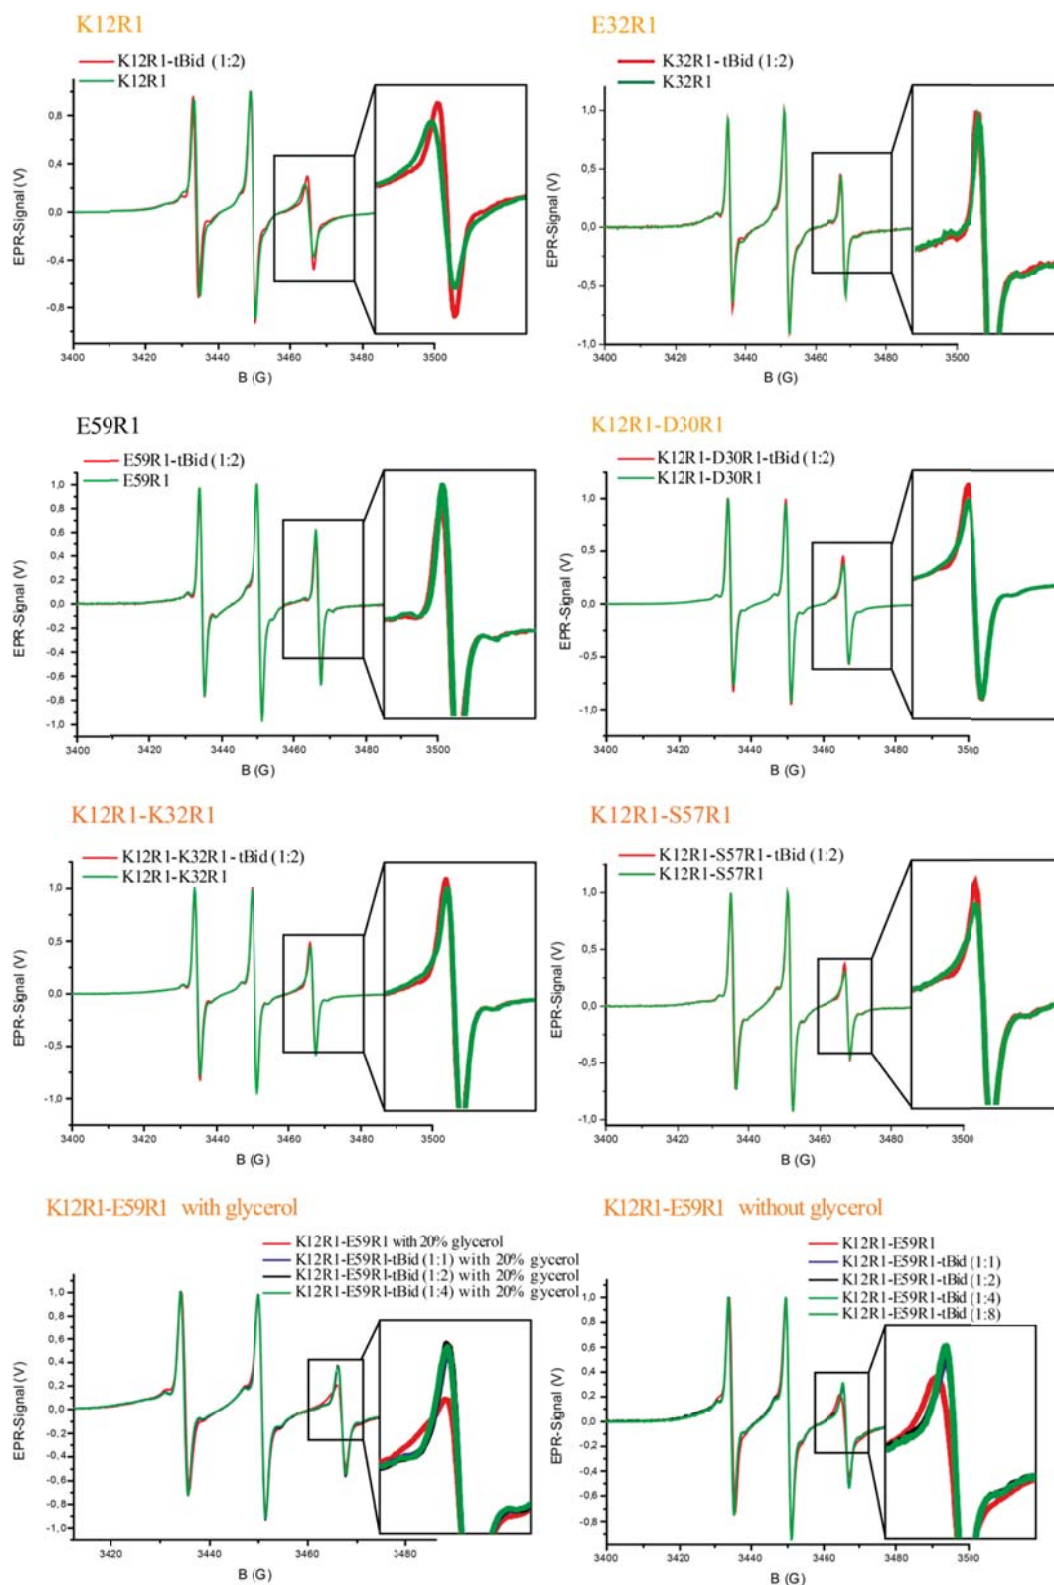 K12R1
K12R1-tBid (1:2)
K12R1
EPR-Signal (V)
0,8
0,4
0,0
-0,4
-0,8
3400
3420
3440
3460
3480
3500
B (G)
E32R1
K32R1-tBid (1:2)
K32R1
EPR-Signal (V)
1,0
0,5
0,0
-0,5
-1,0
3400
3420
3440
3460
3480
3500
B (G)
E59R1
E59R1-tBid (1:2)
E59R1
EPR-Signal (V)
1,0
0,8
0,6
0,4
0,2
0,0
-0,2
-0,4
-0,6
-0,8
-1,0
3400
3420
3440
3460
3480
3500
B (G)
K12R1-D30R1
K12R1-D30R1-tBid (1:2)
K12R1-D30R1
EPR-Signal (V)
1,0
0,5
0,0
-0,5
-1,0
3400
3420
3440
3460
3480
350
B (G)
K12R1-K32R1
K12R1-K32R1-tBid (1:2)
K12R1-K32R1
EPR-Signal (V)
1,0
0,5
0,0
-0,5
-1,0
3400
3420
3440
3460
3480
3500
B (G)
K12R1-S57R1
K12R1-S57R1-tBid (1:2)
K12R1-S57R1
EPR-Signal (V)
1,0
0,5
0,0
-0,5
-1,0
3400
3420
3440
3460
3480
3500
B (G)
K12R1-E59R1 with glycerol
K12R1-E59R1 with 20% glycerol
K12R1-E59R1-tBid (1:1) with 20% glycerol
K12R1-E59R1-tBid (1:2) with 20% glycerol
K12R1-E59R1-tBid (1:4) with 20% glycerol
EPR-Signal (V)
1,0
0,8
0,6
0,4
0,2
0,0
-0,2
-0,4
-0,6
-0,8
-1,0
3420
3440
3460
3480
B (G)
K12R1-E59R1 without glycerol
K12R1-E59R1
K12R1-E59R1-tBid (1:1)
K12R1-E59R1-tBid (1:2)
K12R1-E59R1-tBid (1:4)
K12R1-E59R1-tBid (1:8)
EPR-Signal (V)
1,0
0,8
0,6
0,4
0,2
0,0
-0,2
-0,4
-0,6
-0,8
3400
3420
3440
3460
3480
3500
B (G)